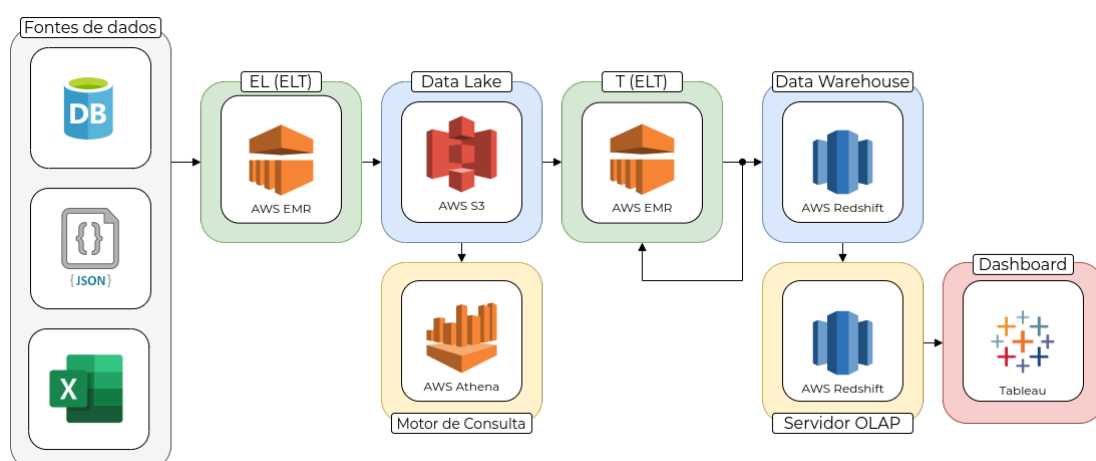 Fontes de dados
DB
{ }
{JSON}
X
EL (ELT)
AWS EMR
Data Lake
AWS S3
AWS Athena
Motor de Consulta
T (ELT)
AWS EMR
Data Warehouse
AWS Redshift
AWS Redshift
Servidor OLAP
Dashboard
Tableau